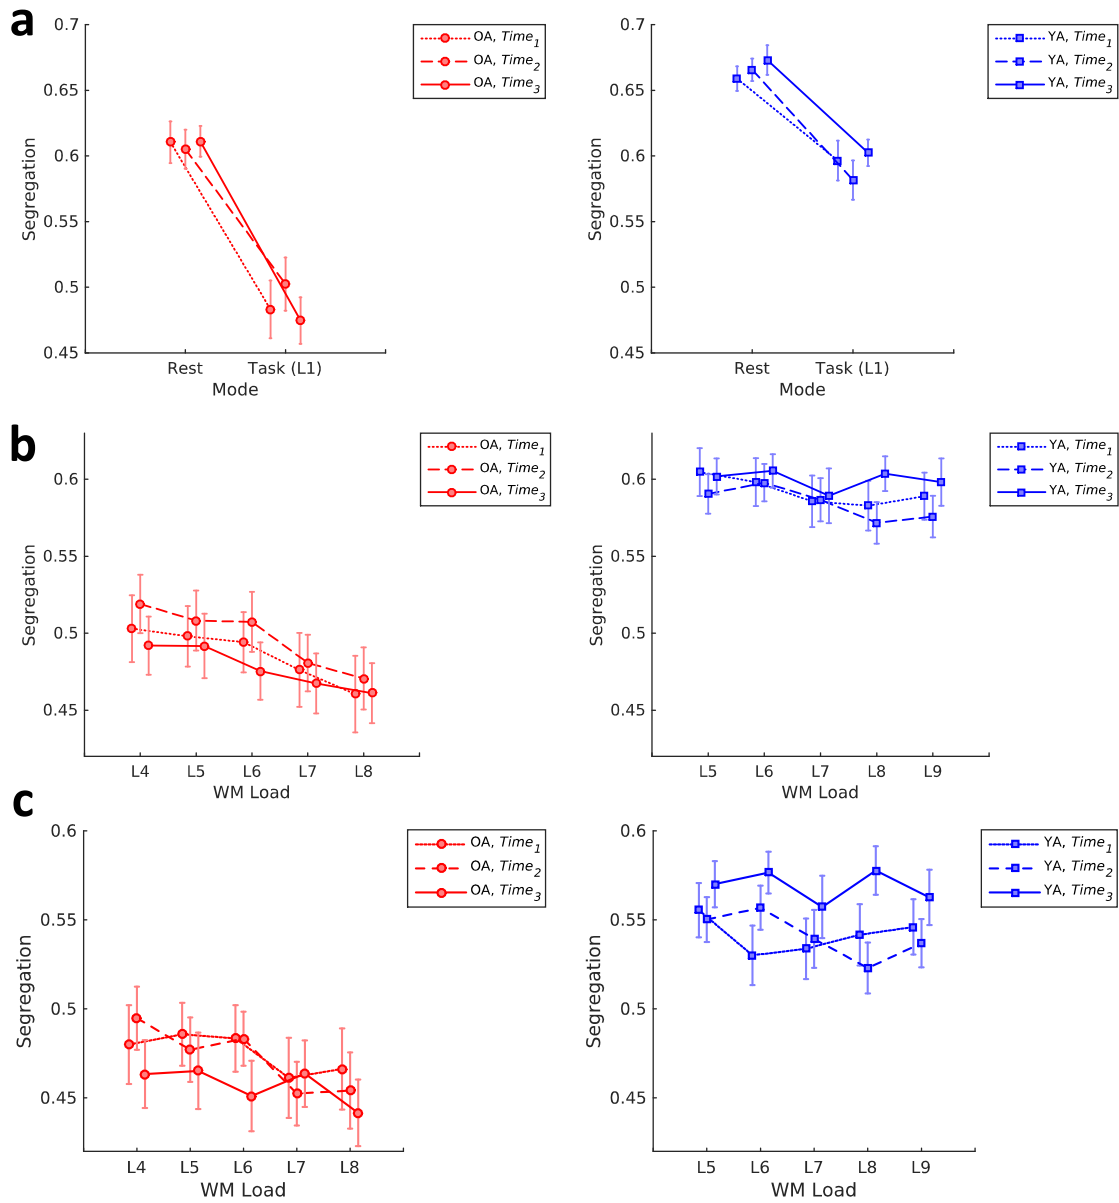 a
0.7
0.65
0.6
0.55
0.5
0.45
Segregation
Rest
Task (L1)
Mode
OA, Time1
OA, Time2
OA, Time3
0.7
0.65
0.6
0.55
0.5
0.45
Segregation
Rest
Task (L1)
Mode
YA, Time1
YA, Time2
YA, Time3
b
0.6
0.55
0.5
0.45
Segregation
L4 L5 L6 L7 L8
WM Load
OA, Time1
OA, Time2
OA, Time3
0.6
0.55
0.5
0.45
Segregation
L5 L6 L7 L8 L9
WM Load
YA, Time1
YA, Time2
YA, Time3
c
0.6
0.55
0.5
0.45
Segregation
L4 L5 L6 L7 L8
WM Load
OA, Time1
OA, Time2
OA, Time3
0.6
0.55
0.5
0.45
Segregation
L5 L6 L7 L8 L9
WM Load
YA, Time1
YA, Time2
YA, Time3